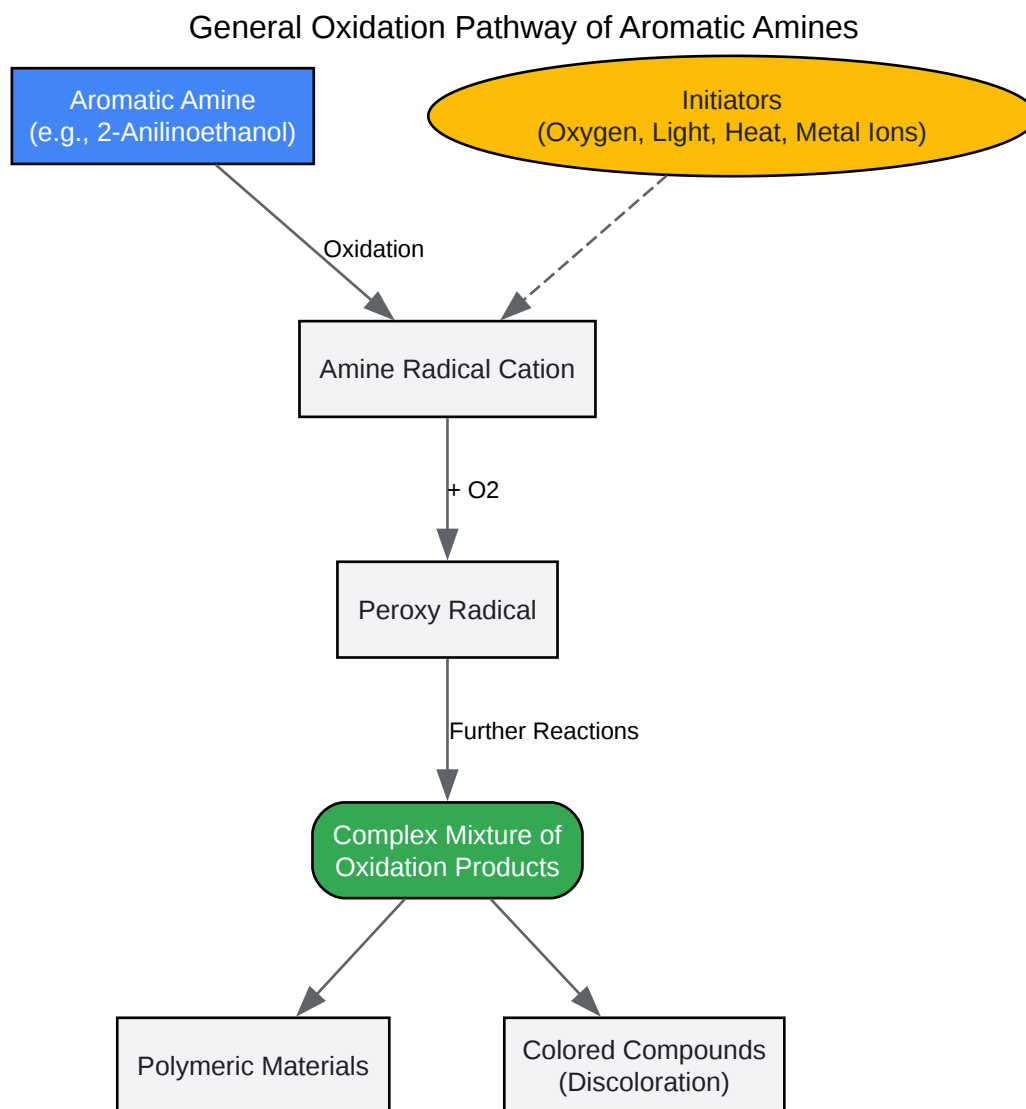 General Oxidation Pathway of Aromatic Amines
Aromatic Amine
(e.g., 2-Anilinoethanol)
Initiators
(Oxygen, Light, Heat, Metal Ions)
Oxidation
Amine Radical Cation
+ O2
Peroxy Radical
Further Reactions
Complex Mixture of
Oxidation Products
Polymeric Materials
Colored Compounds
(Discoloration)